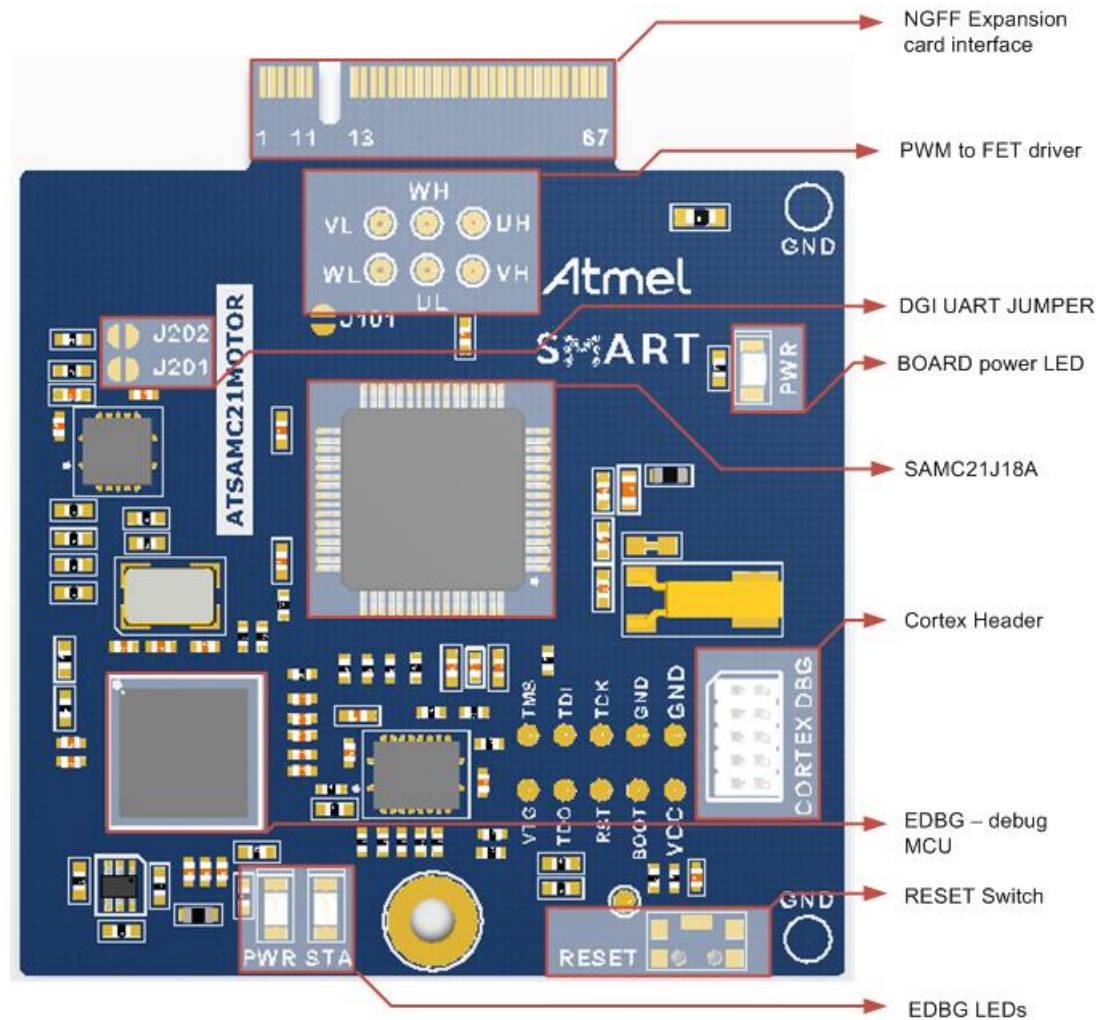 NGFF Expansion
card interface
1 11 13 67
PWM to FET driver
WH
VL UH
WL VH
UL
GND
Atmel
SMART
J101
DGI UART JUMPER
J202
J201
BOARD power LED
PWR
ATSAMC21MOTOR
SAMC21J18A
Cortex Header
CORTEX DBG
TMS TDI TCK GND GND
VTG TDO RST BOOT VCC
EDBG – debug
MCU
RESET Switch
GND
RESET
PWR STA
EDBG LEDs